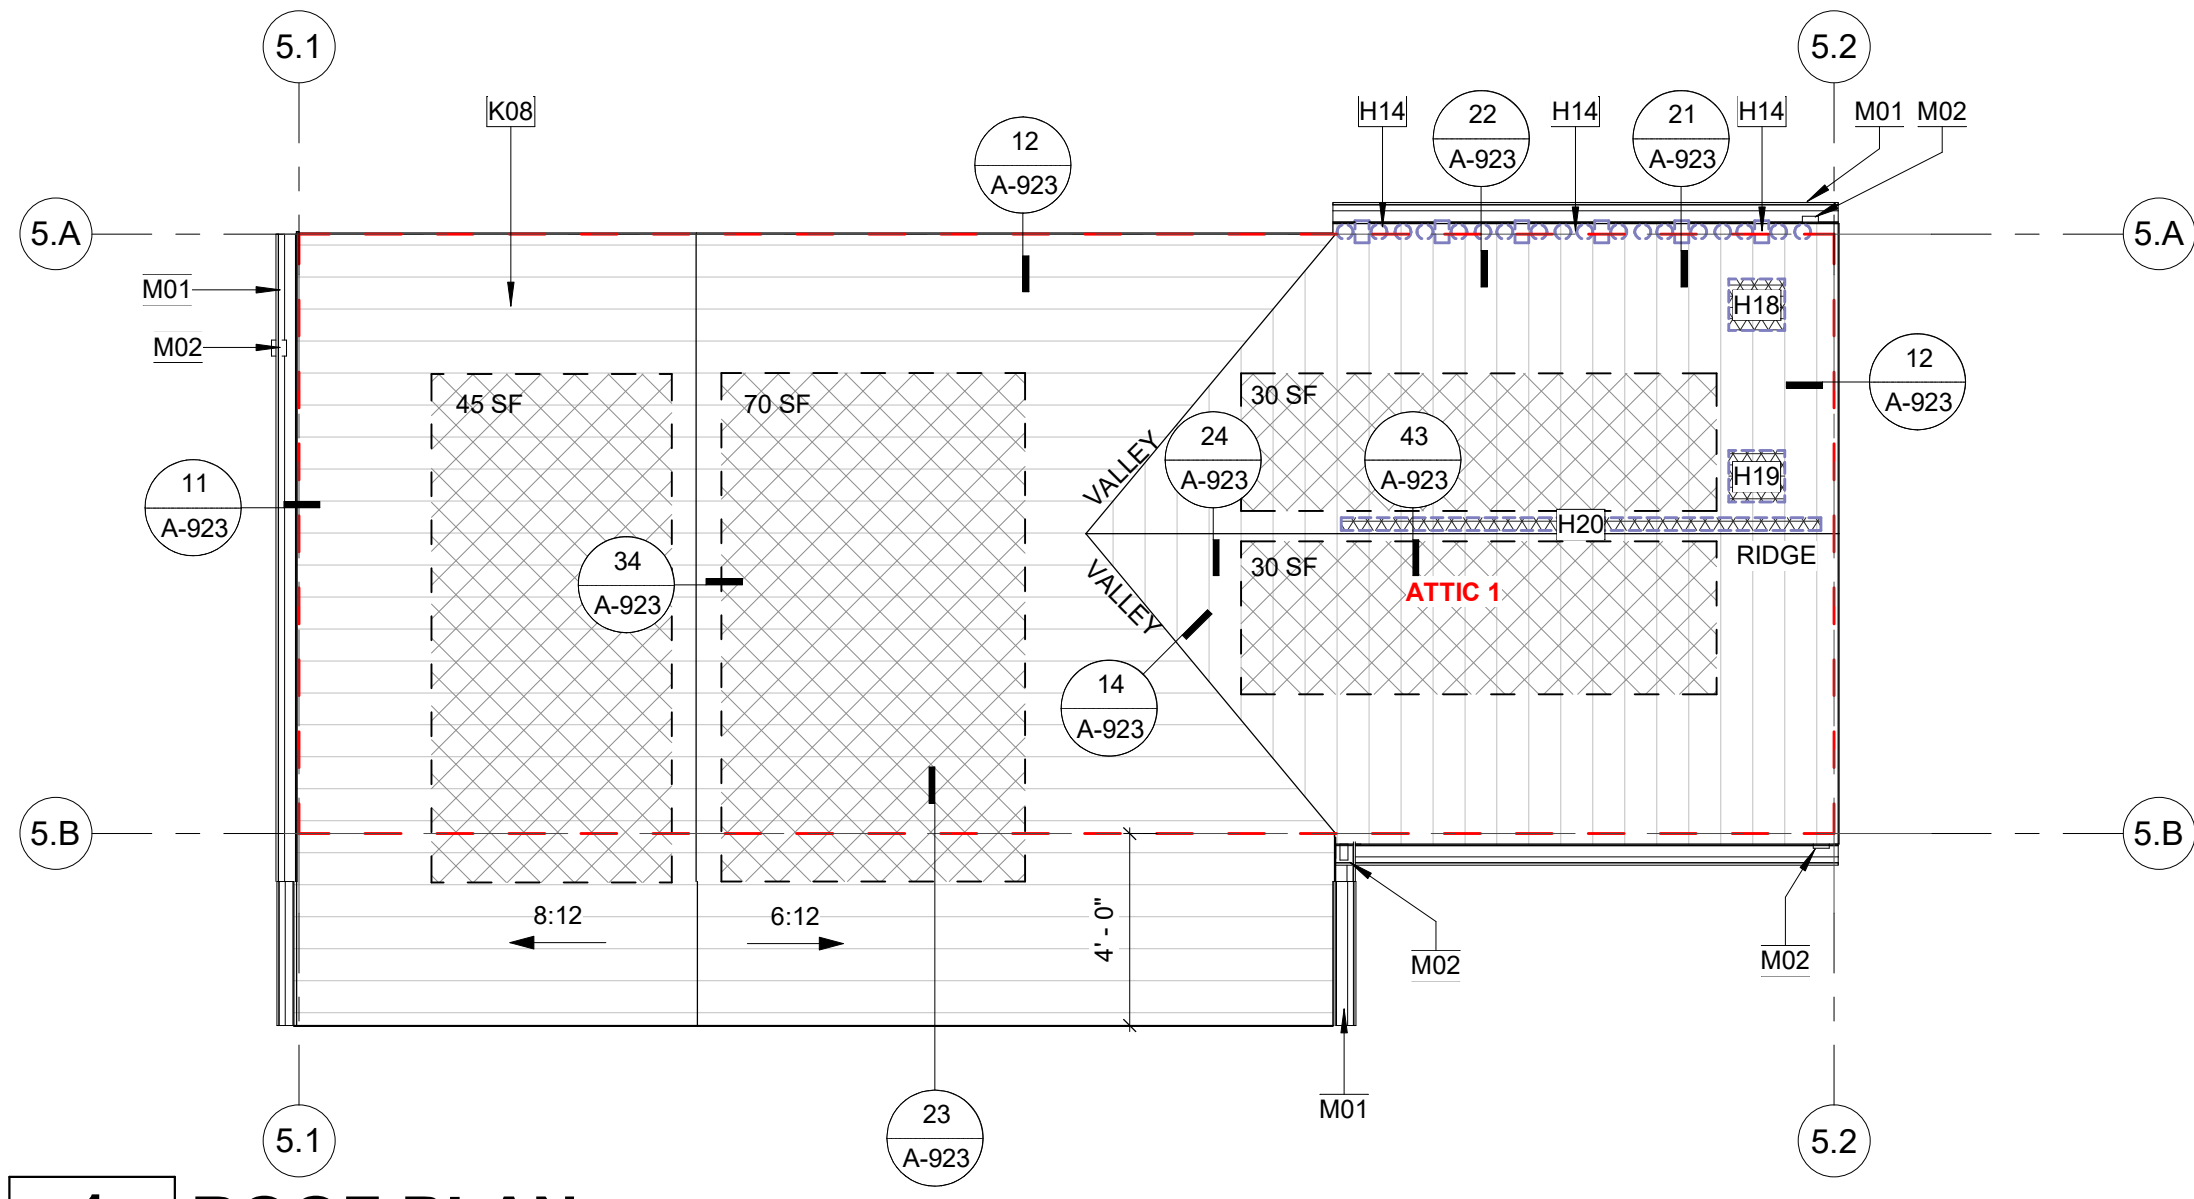 5.1
5.2
K08
12
A-923
H14
22
A-923
H14
21
A-923
H14
M01
M02
5.A
5.A
M01
M02
H18
12
A-923
45 SF
70 SF
30 SF
VALLEY
24
A-923
43
A-923
11
A-923
H19
H20
RIDGE
34
A-923
30 SF
ATTIC 1
VALLEY
14
A-923
5.B
5.B
8:12
6:12
4' - 0"
M02
M02
M01
23
A-923
5.1
5.2
ROOF PLAN